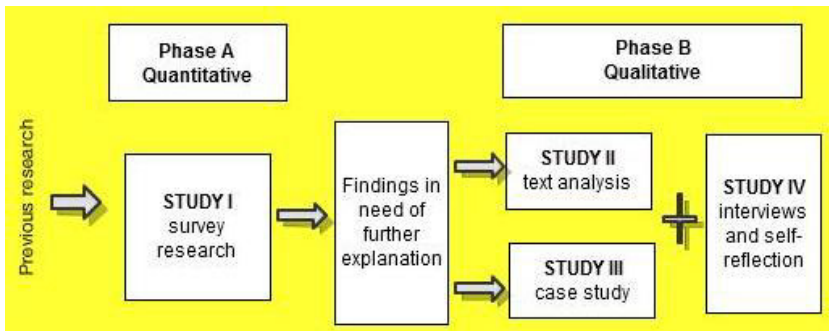 Phase A
Quantitative
Phase B
Qualitative
Previous research
STUDY I
survey
research
Findings in
need of
further
explanation
STUDY II
text analysis
STUDY III
case study
STUDY IV
interviews
and self-
reflection